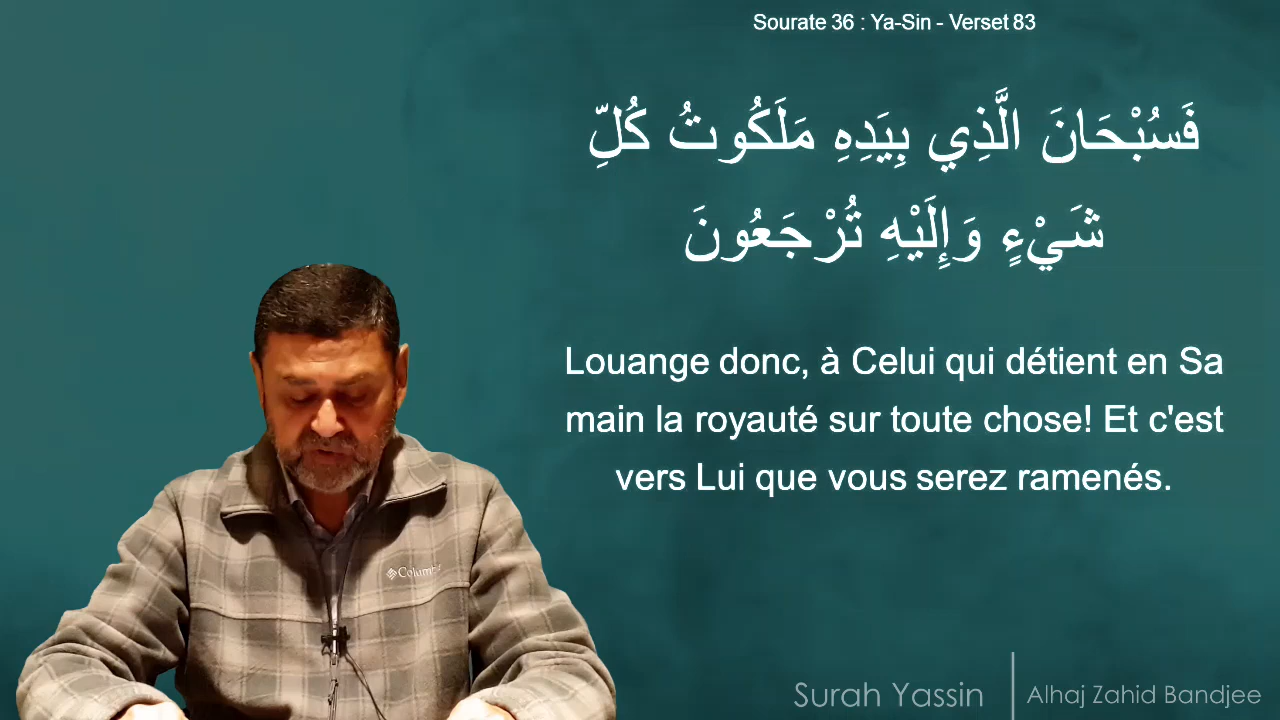 Sourate 36 : Ya-Sin - Verset 83
فَسُبْحَانَ الَّذِي بِيَدِهِ مَلَكُوتُ كُلِّ
شَيْءٍ وَإِلَيْهِ تُرْجَعُونَ
Louange donc, à Celui qui détient en Sa
main la royauté sur toute chose! Et c'est
vers Lui que vous serez ramenés.
Surah Yassin
Alhaj Zahid Bandjee